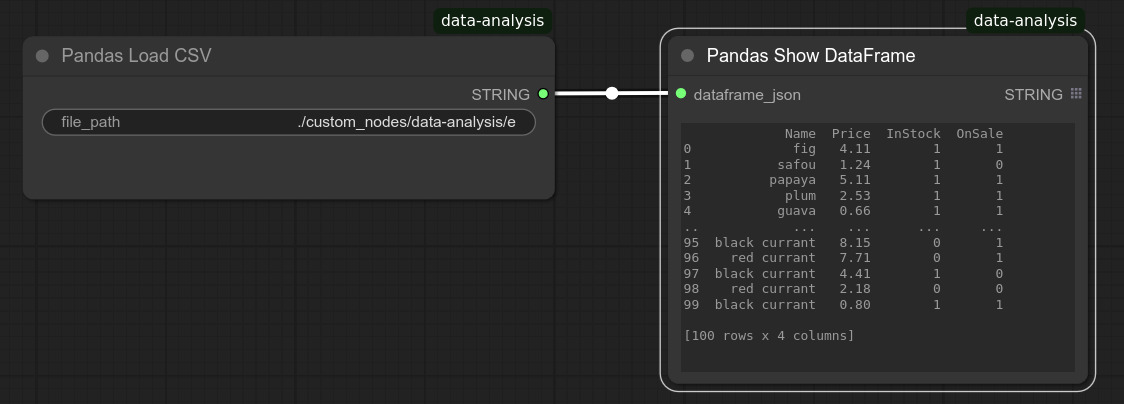 data-analysis
Pandas Load CSV
STRING
file_path ./custom_nodes/data-analysis/e
data-analysis
Pandas Show DataFrame
dataframe_json STRING
Name Price InStock OnSale
0 fig 4.11 1 1
1 safou 1.24 1 0
2 papaya 5.11 1 1
3 plum 2.53 1 1
4 guava 0.66 1 1
.. ... ... ... ...
95 black currant 8.15 0 1
96 red currant 7.71 0 1
97 black currant 4.41 1 0
98 red currant 2.18 0 0
99 black currant 0.80 1 1
[100 rows x 4 columns]